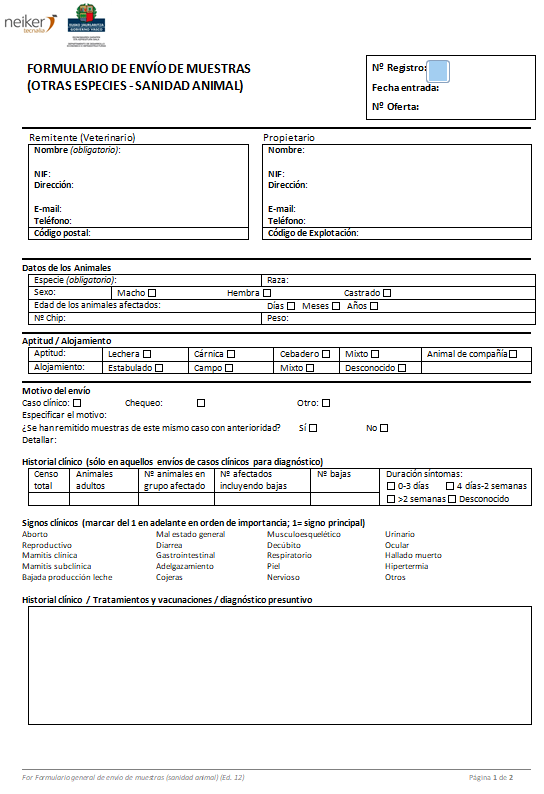 neiker
tecnalia
EUSKO JAURLARITZA
GOBIERNO VASCO
FORMULARIO DE ENVÍO DE MUESTRAS
(OTRAS ESPECIES - SANIDAD ANIMAL)
Nº Registro:
Fecha entrada:
Nº Oferta:
Remitente (Veterinario)
Nombre (obligatorio):
NIF:
Dirección:
E-mail:
Teléfono:
Código postal:
Propietario
Nombre:
NIF:
Dirección:
E-mail:
Teléfono:
Código de Explotación:
Datos de los Animales
Especie (obligatorio): Raza:
Sexo: Macho Hembra Castrado
Edad de los animales afectados: Días Meses Años
Nº Chip: Peso:
Aptitud / Alojamiento
Aptitud: Lechera Cárnica Cebadero Mixto Animal de compañía
Alojamiento: Estabulado Campo Mixto Desconocido
Motivo del envío
Caso clínico: Chequeo: Otro:
Especificar el motivo:
¿Se han remitido muestras de este mismo caso con anterioridad? Sí No
Detallar:
Historial clínico (sólo en aquellos envíos de casos clínicos para diagnóstico)
Censo total
Animales adultos
Nº animales en grupo afectado
Nº afectados incluyendo bajas
Nº bajas
Duración síntomas:
0-3 días 4 días-2 semanas
>2 semanas Desconocido
Signos clínicos (marcar del 1 en adelante en orden de importancia; 1= signo principal)
Aborto Mal estado general Musculoesquelético Urinario
Reproductivo Diarrea Decúbito Ocular
Mamitis clínica Gastrointestinal Respiratorio Hallado muerto
Mamitis subclínica Adelgazamiento Piel Hipertermia
Bajada producción leche Cojeras Nervioso Otros
Historial clínico / Tratamientos y vacunaciones / diagnóstico presuntivo
For Formulario general de envio de muestras (sanidad animal) (Ed. 12) Página 1 de 2